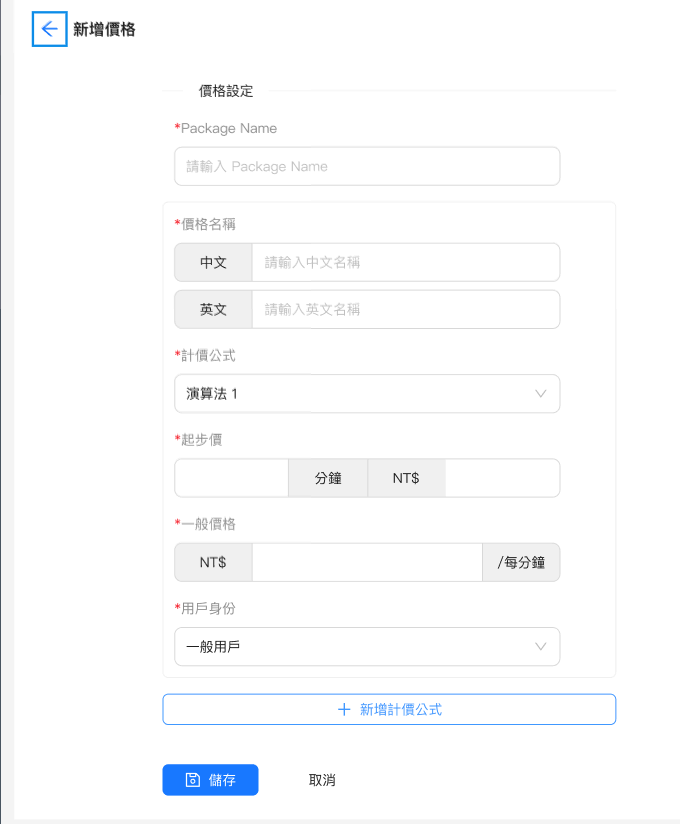 新增價格
價格設定
*Package Name
請輸入 Package Name
*價格名稱
中文 請輸入中文名稱
英文 請輸入英文名稱
*計價公式
演算法 1
*起步價
分鐘 NT$
*一般價格
NT$ /每分鐘
*用戶身份
一般用戶
+ 新增計價公式
儲存 取消